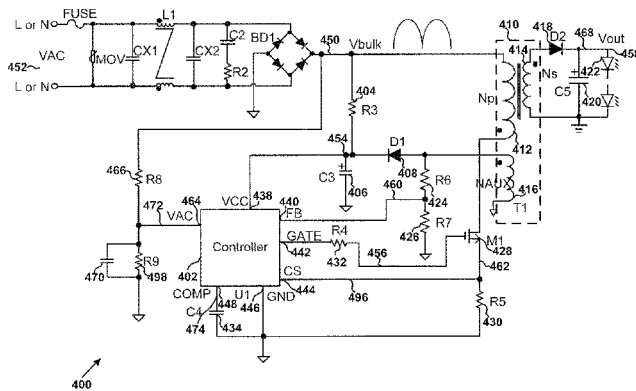 L or N FUSE L1
452 VAC MOV CX1 CX2 C2 R2 BD1
L or N
450 Vbulk
410 418 D2 468 Vout
414 458
Np Ns 422
C5 420
412
404 R3
454 D1
408
C3 406
460 R6
424
R7
426
NAUX 416
T1
466 R8
472 VAC 464 VCC 438 440
FB
GATE R4
442 432 456
M1
428
462
Controller
402
CS
444 496
470 R9
498
COMP 448 U1 GND
446
C4
474 434
R5
430
400